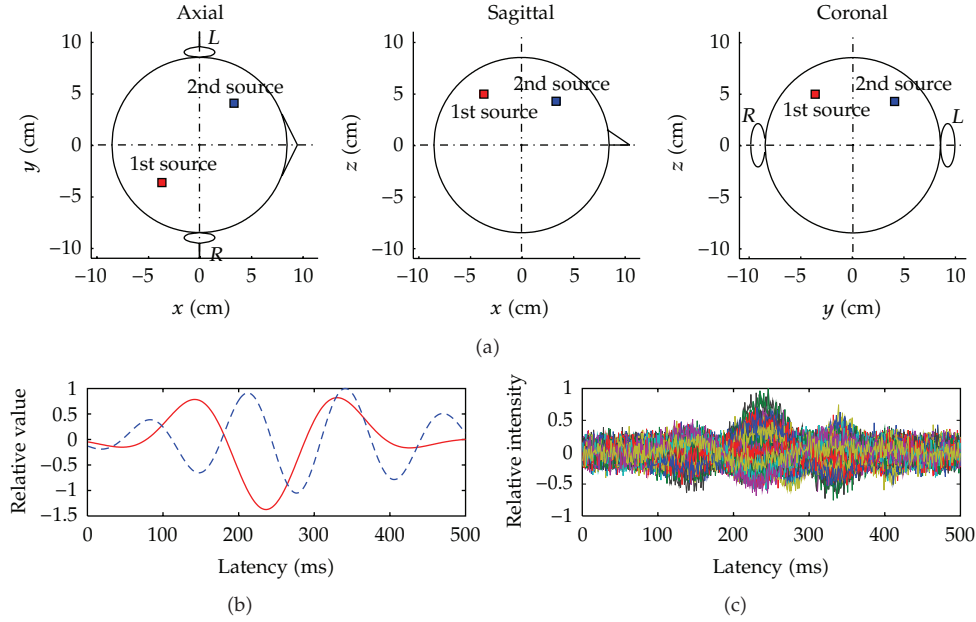 Axial
Sagittal
Coronal
10
5
0
−5
−10
y (cm)
−10 −5 0 5 10
x (cm)
L
2nd source
1st source
R
10
5
0
−5
−10
z (cm)
−10 −5 0 5 10
x (cm)
2nd source
1st source
10
5
0
−5
−10
z (cm)
−10 −5 0 5 10
y (cm)
2nd source
1st source
R
L
(a)
1
0.5
0
−0.5
−1
−1.5
Relative value
0 100 200 300 400 500
Latency (ms)
(b)
1
0.5
0
−0.5
−1
Relative intensity
0 100 200 300 400 500
Latency (ms)
(c)